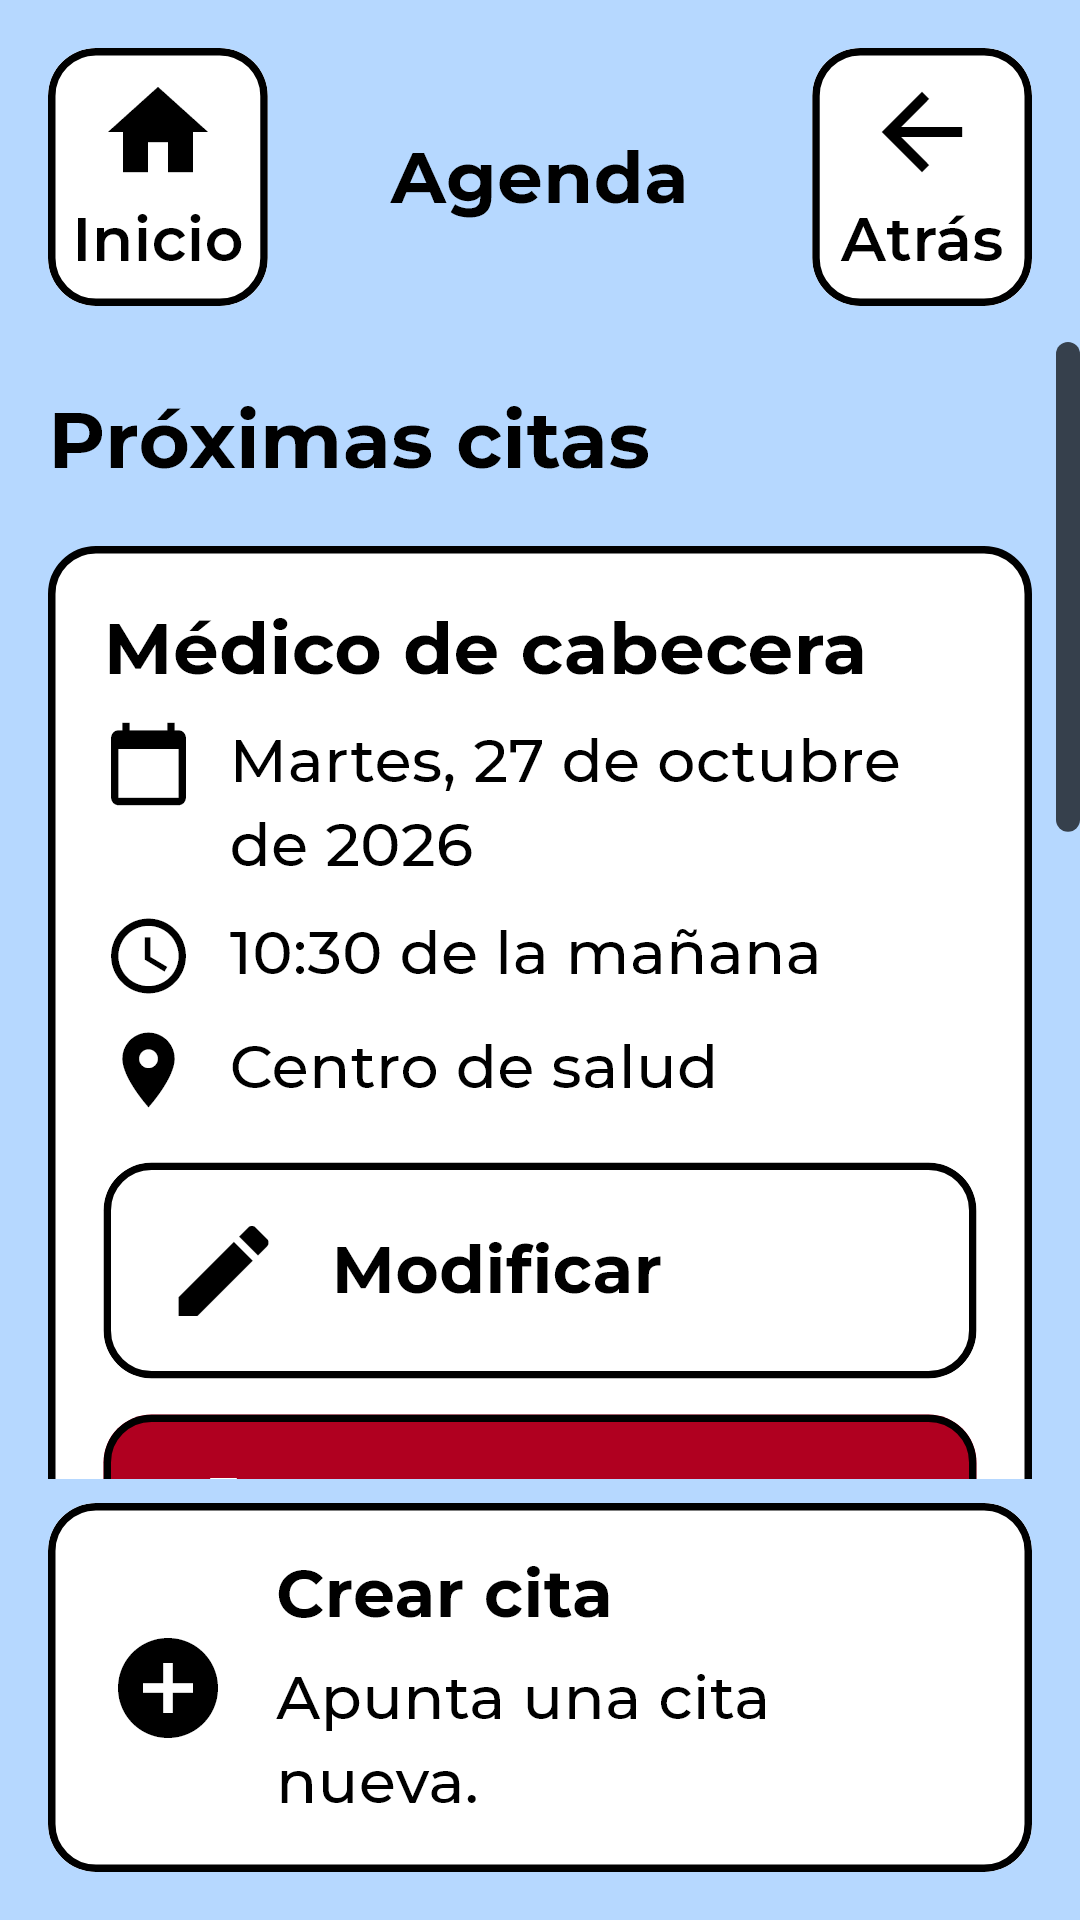 Inicio
Agenda
Atrás
Próximas citas
Médico de cabecera
Martes, 27 de octubre
de 2026
10:30 de la mañana
Centro de salud
Modificar
Crear cita
Apunta una cita
nueva.